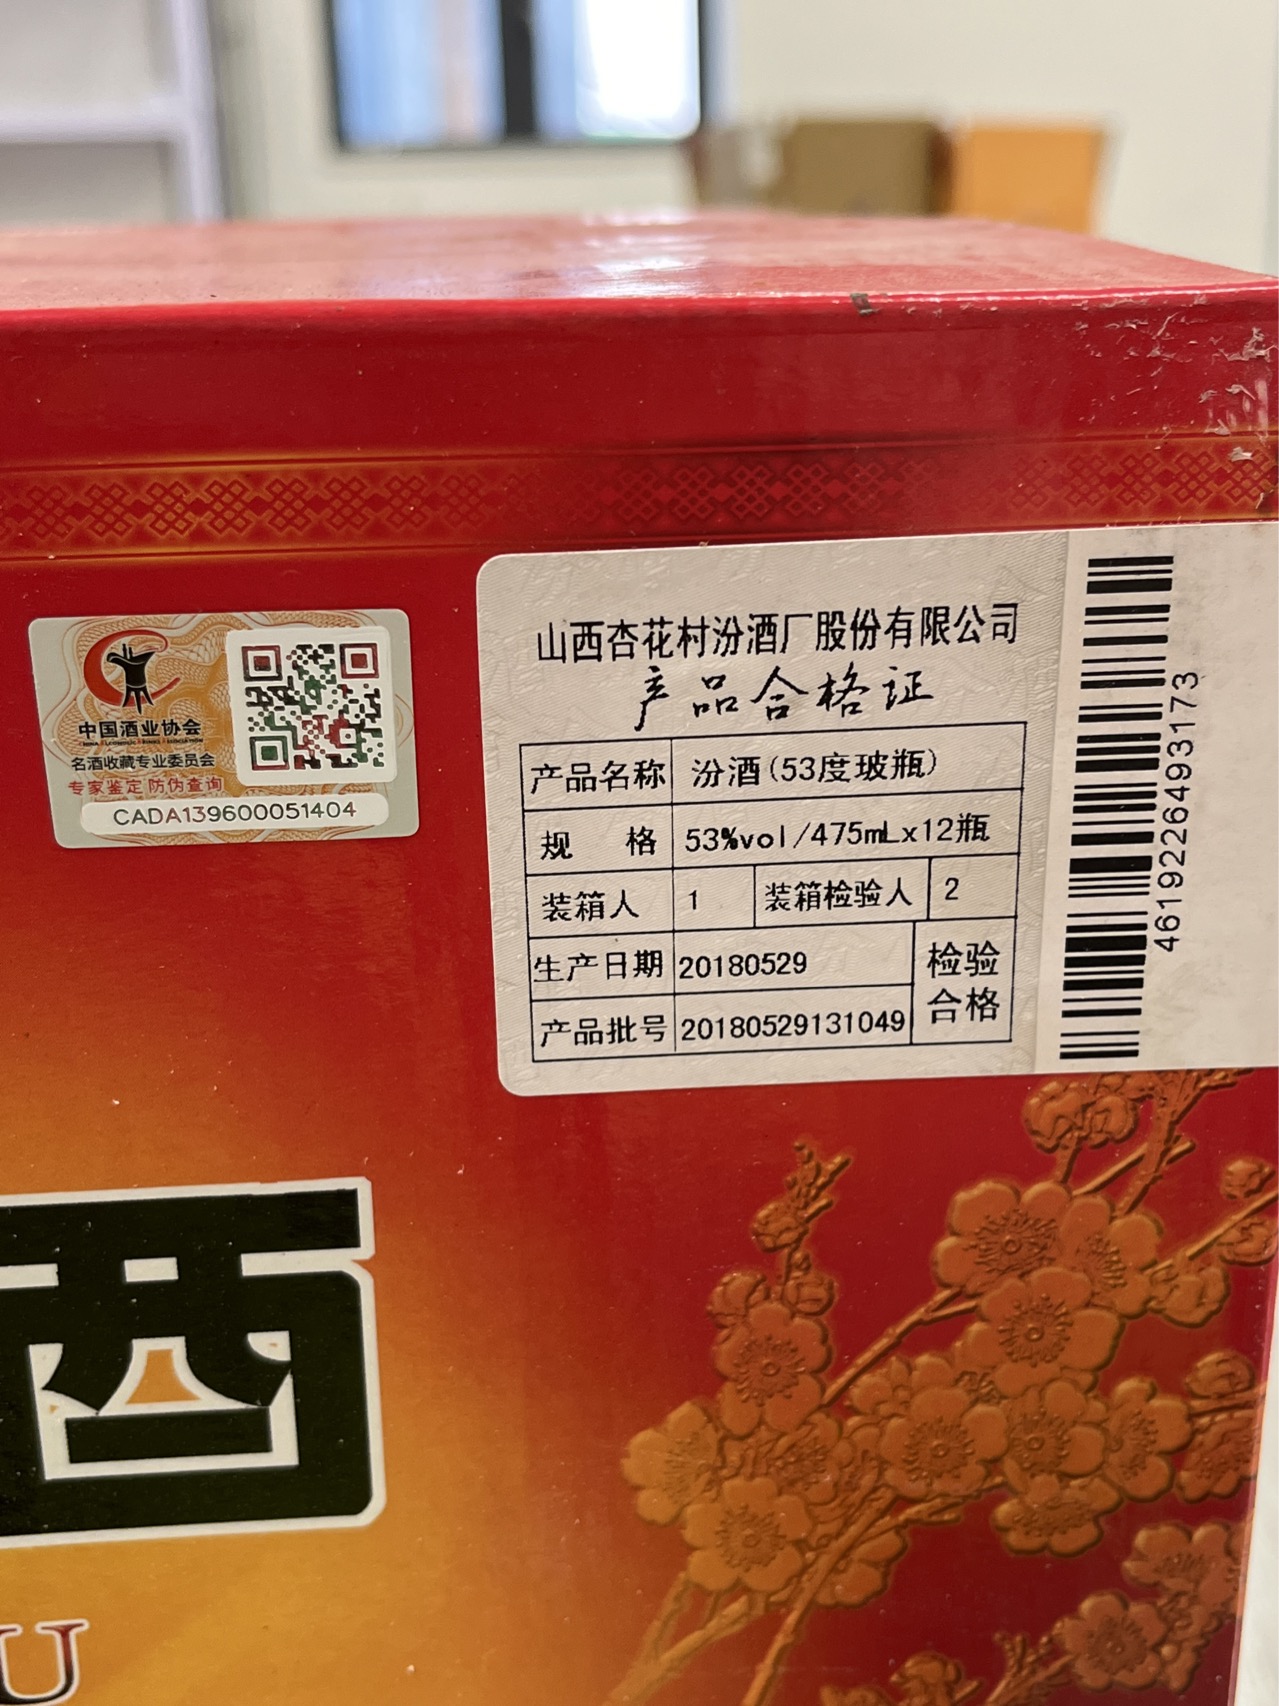 中国酒业协会
名酒收藏专业委员会
专家鉴定 防伪查询
CADA139600051404
山西杏花村汾酒厂股份有限公司
产品合格证
产品名称 汾酒(53度玻瓶)
规 格 53%vol/475mLx12瓶
装箱人 1 装箱检验人 2
生产日期 20180529 检验
产品批号 20180529131049 合格
4619226493173
酒
U